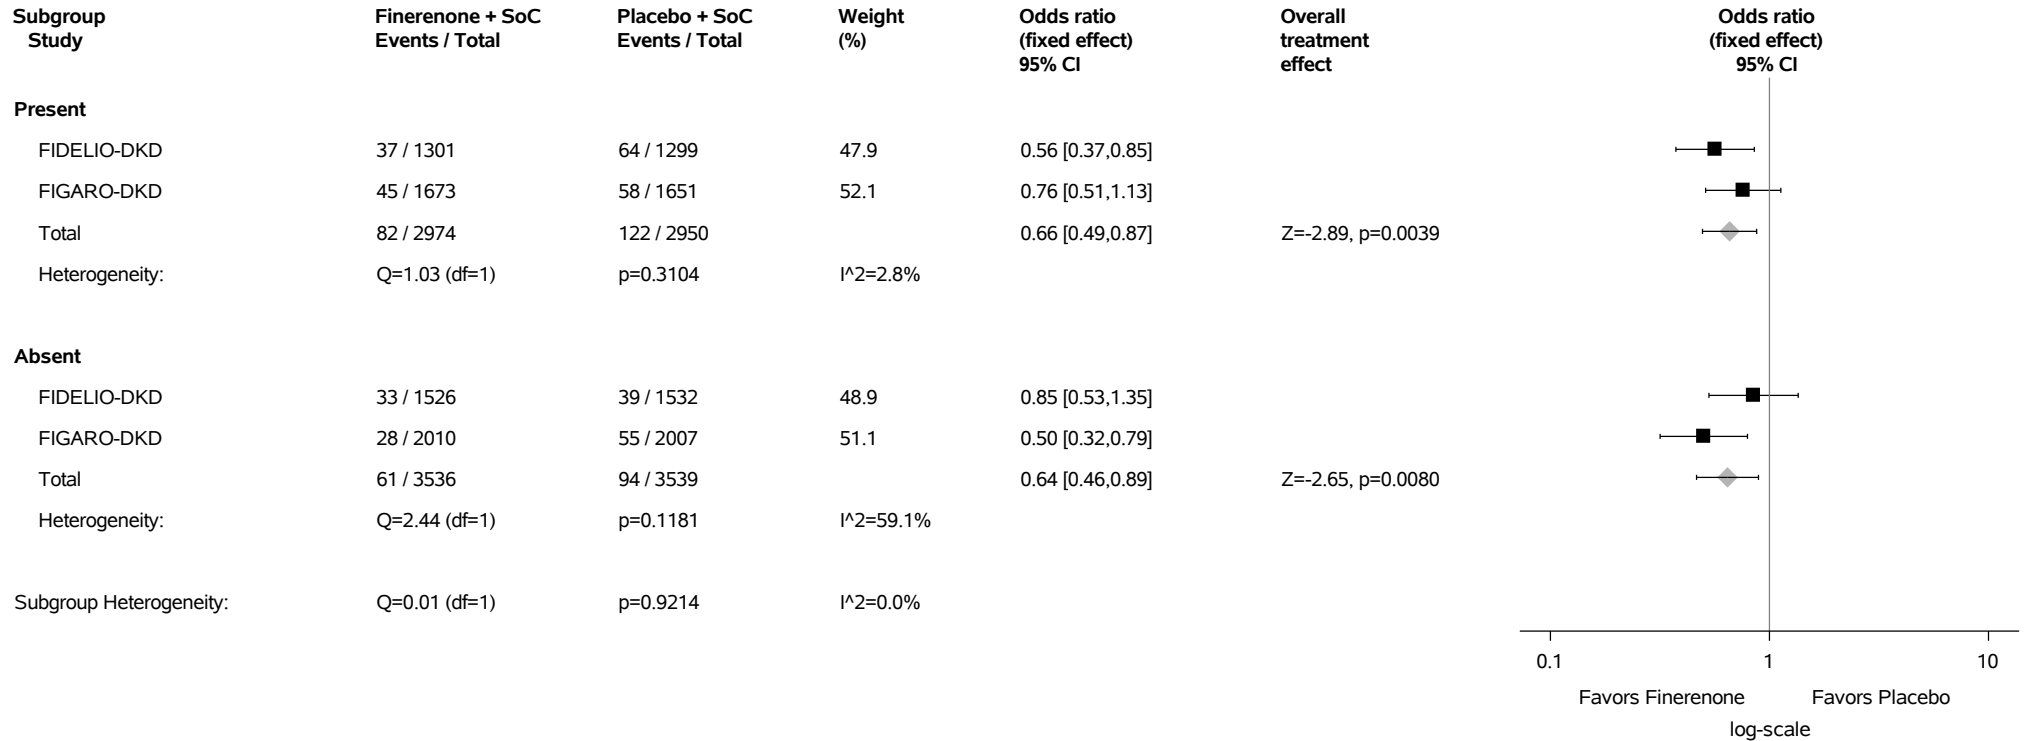 Subgroup Finerenone + SoC Placebo + SoC Weight Odds ratio Overall Odds ratio
Study Events / Total Events / Total (%) (fixed effect) treatment (fixed effect)
95% CI effect 95% CI
Present
FIDELIO-DKD 37 / 1301 64 / 1299 47.9 0.56 [0.37,0.85]
FIGARO-DKD 45 / 1673 58 / 1651 52.1 0.76 [0.51,1.13]
Total 82 / 2974 122 / 2950 0.66 [0.49,0.87] Z=-2.89, p=0.0039
Heterogeneity: Q=1.03 (df=1) p=0.3104 I^2=2.8%
Absent
FIDELIO-DKD 33 / 1526 39 / 1532 48.9 0.85 [0.53,1.35]
FIGARO-DKD 28 / 2010 55 / 2007 51.1 0.50 [0.32,0.79]
Total 61 / 3536 94 / 3539 0.64 [0.46,0.89] Z=-2.65, p=0.0080
Heterogeneity: Q=2.44 (df=1) p=0.1181 I^2=59.1%
Subgroup Heterogeneity: Q=0.01 (df=1) p=0.9214 I^2=0.0%
0.1 1 10
Favors Finerenone Favors Placebo
log-scale